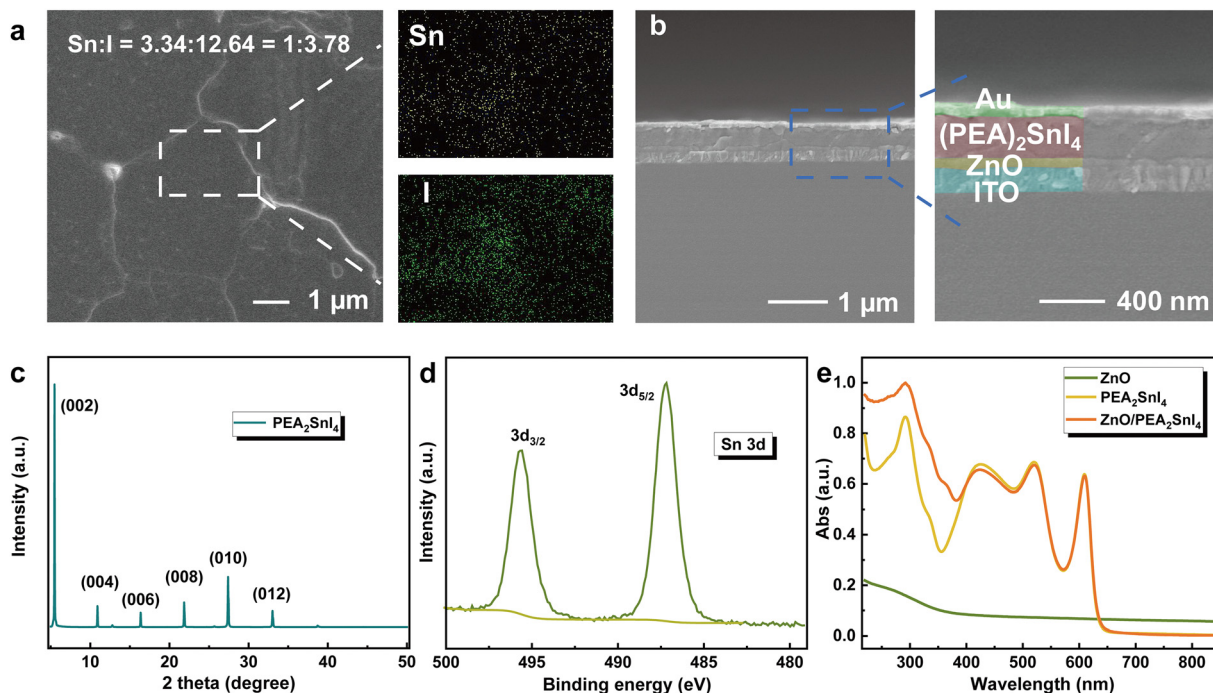 a
Sn:I = 3.34:12.64 = 1:3.78
1 μm
Sn
I
b
1 μm
Au
(PEA)₂SnI₄
ZnO
ITO
400 nm
c
(002)
(004)
(006)
(008)
(010)
(012)
PEA₂SnI₄
Intensity (a.u.)
10 20 30 40 50
2 theta (degree)
d
3d₃/₂
3d₅/₂
Sn 3d
Intensity (a.u.)
500 495 490 485 480
Binding energy (eV)
e
ZnO
PEA₂SnI₄
ZnO/PEA₂SnI₄
Abs (a.u.)
1.0
0.8
0.6
0.4
0.2
0.0
300 400 500 600 700 800
Wavelength (nm)